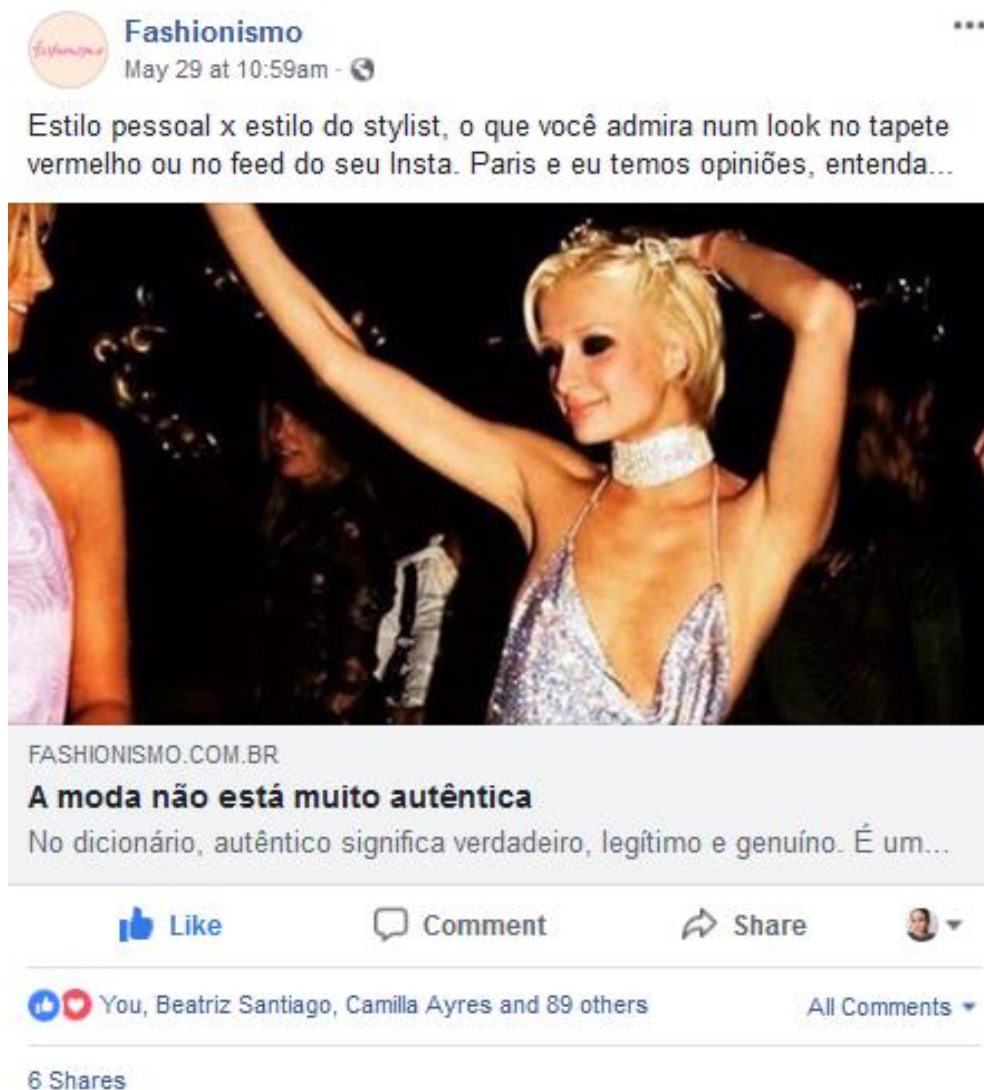 fashionismo
Fashionismo
May 29 at 10:59am
Estilo pessoal x estilo do stylist, o que você admira num look no tapete
vermelho ou no feed do seu Insta. Paris e eu temos opiniões, entenda...
FASHIONISMO.COM.BR
A moda não está muito autêntica
No dicionário, autêntico significa verdadeiro, legítimo e genuíno. É um...
Like Comment Share
You, Beatriz Santiago, Camilla Ayres and 89 others All Comments
6 Shares